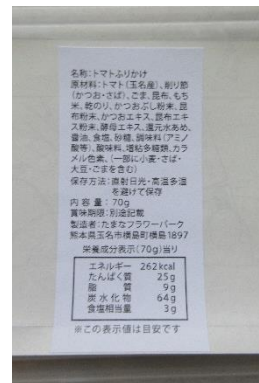 名称:トマトふりかけ
原材料:トマト(玉名産)、削り節
(かつお・さば)、ごま、昆布、もち
米、乾のり、かつおぶし粉末、昆
布粉末、かつおエキス、昆布エキ
ス粉末、酵母エキス、還元水あめ、
醤油、食塩、砂糖、調味料(アミノ
酸等)、酸味料、増粘多糖類、カラ
メル色素、(一部に小麦・さば・
大豆・ごまを含む)
保存方法:直射日光・高温多湿
を避けて保存
内容量:70g
賞味期限:別途記載
製造者:たまなフラワーパーク
熊本県玉名市横島町横島1897
栄養成分表示(70g)当り
エネルギー 262kcal
たんぱく質 25g
脂質 9g
炭水化物 64g
食塩相当量 3g
※この表示値は目安です